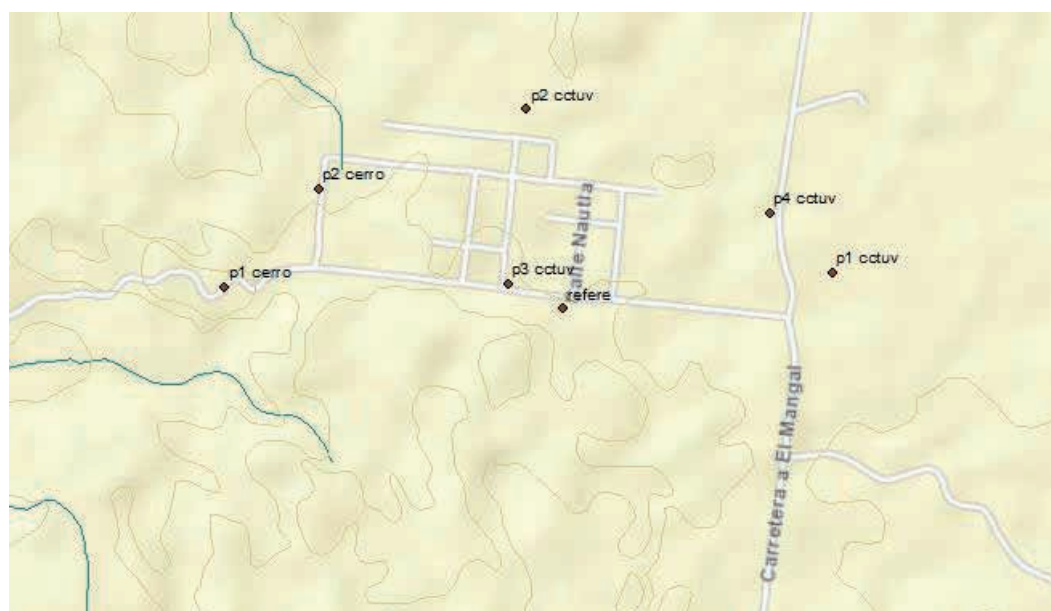 p2 cctuv
p2 cerro
Calle Nautla
p4 cctuv
p1 cerro
p3 cctuv
p1 cctuv
refere
Carretera a El Mangal